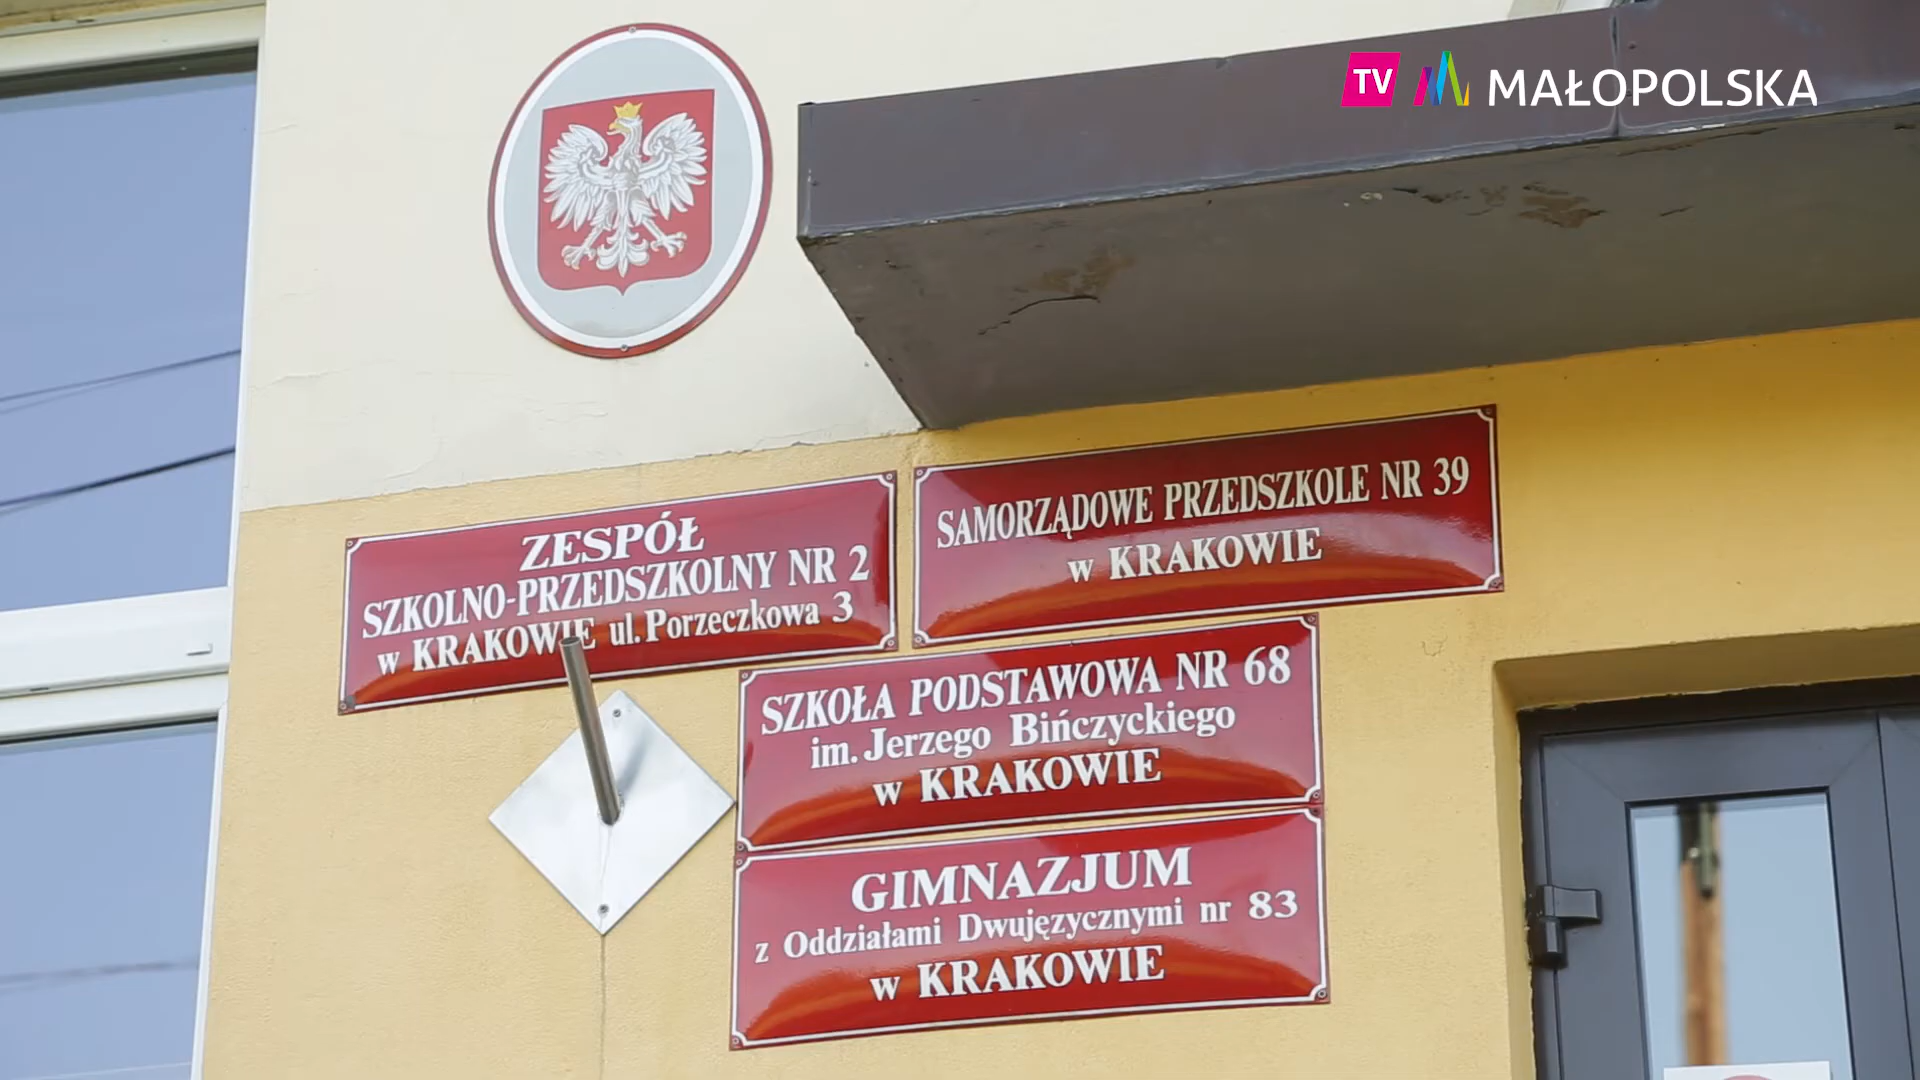 TV MAŁOPOLSKA
ZESPÓŁ
SZKOLNO-PRZEDSZKOLNY NR 2
w KRAKOWIE ul. Porzeczkowa 3
SAMORZĄDOWE PRZEDSZKOLE NR 39
w KRAKOWIE
SZKOŁA PODSTAWOWA NR 68
im. Jerzego Bińczyckiego
w KRAKOWIE
GIMNAZJUM
z Oddziałami Dwujęzycznymi nr 83
w KRAKOWIE